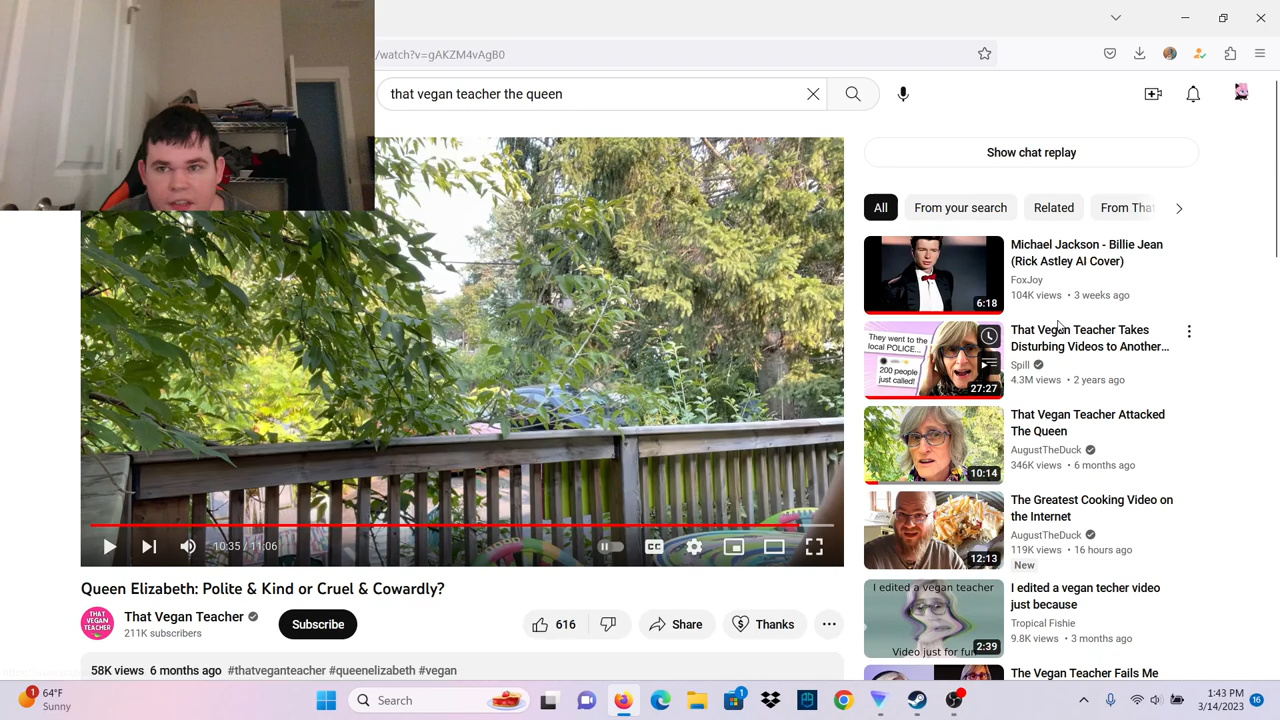 /watch?v=gAKZM4vAgB0
that vegan teacher the queen
Show chat replay
All
From your search
Related
From Tha
Michael Jackson - Billie Jean
(Rick Astley AI Cover)
FoxJoy
104K views • 3 weeks ago
6:18
They went to the
local POLICE...
200 people
just called!
27:27
That Vegan Teacher Takes
Disturbing Videos to Another...
Spill
4.3M views • 2 years ago
10:14
That Vegan Teacher Attacked
The Queen
AugustTheDuck
346K views • 6 months ago
12:13
The Greatest Cooking Video on
the Internet
AugustTheDuck
119K views • 16 hours ago
New
I edited a vegan teacher
Video just for fun
2:39
I edited a vegan techer video
just because
Tropical Fishie
9.8K views • 3 months ago
The Vegan Teacher Fails Me
10:35 / 11:06
CC
Queen Elizabeth: Polite & Kind or Cruel & Cowardly?
THAT
VEGAN
TEACHER
That Vegan Teacher
211K subscribers
Subscribe
616
Share
Thanks
58K views 6 months ago #thatveganteacher #queenelizabeth #vegan
1
64°F
Sunny
Search
1
1:43 PM
3/14/2023
16